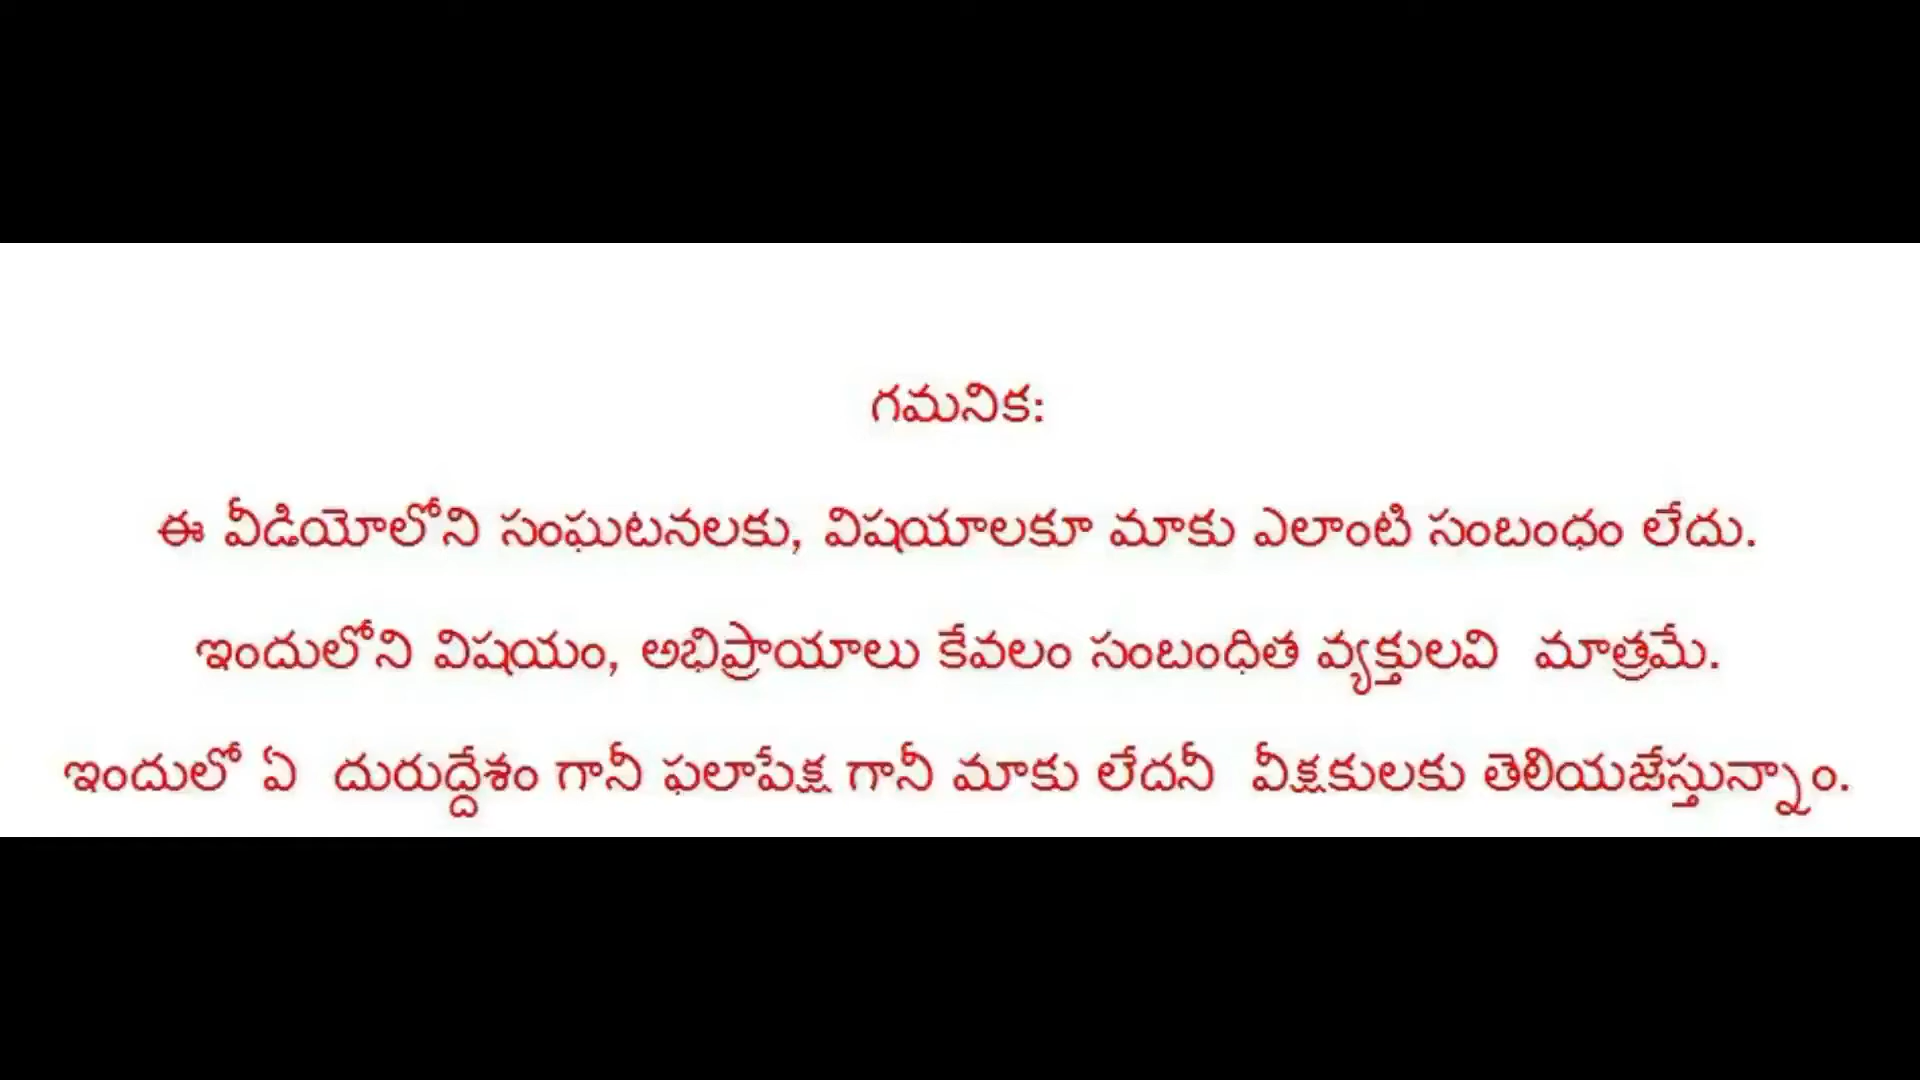 గమనిక:
ఈ వీడియోలోని సంఘటనలకు, విషయాలకూ మాకు ఎలాంటి సంబంధం లేదు.
ఇందులోని విషయం, అభిప్రాయాలు కేవలం సంబంధిత వ్యక్తులవి మాత్రమే.
ఇందులో ఏ దురుద్దేశం గానీ ఫలాపేక్ష గానీ మాకు లేదనీ వీక్షకులకు తెలియజేస్తున్నాం.